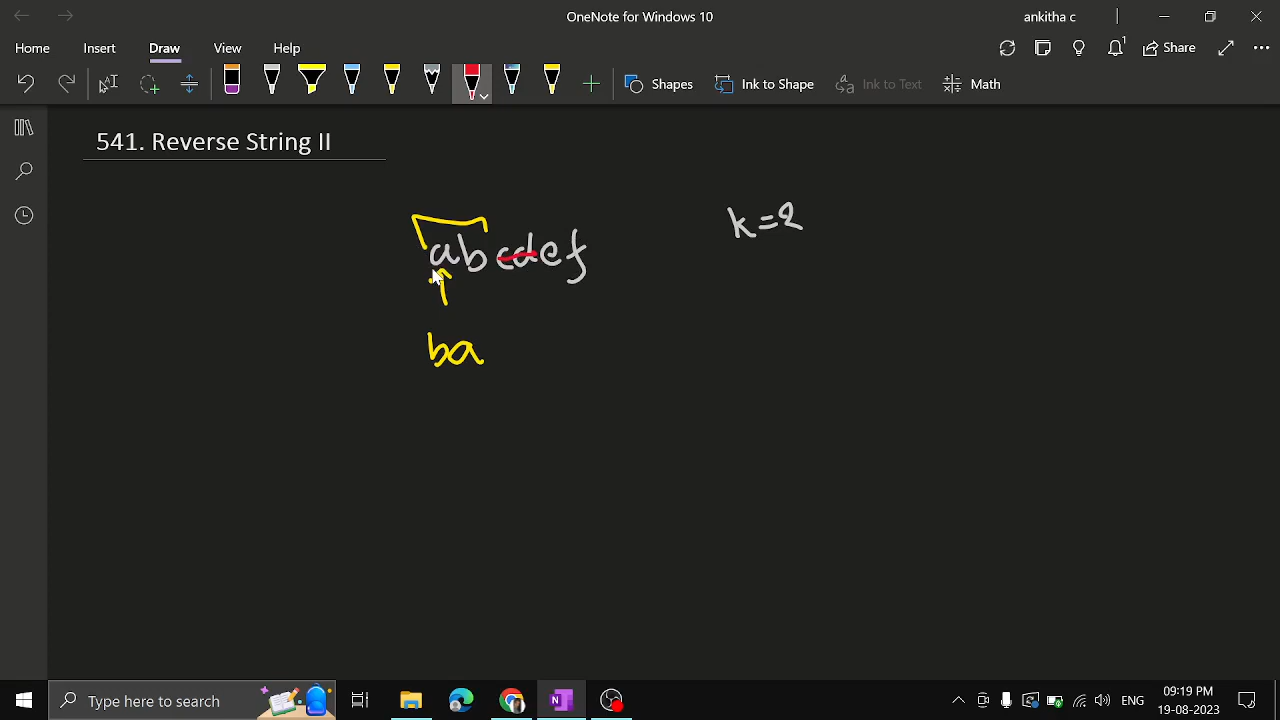 OneNote for Windows 10
ankitha c
Home Insert Draw View Help
Share
Shapes Ink to Shape Ink to Text Math
541. Reverse String II
k=2
abcdef
ba
Type here to search
ENG
09:19 PM
19-08-2023